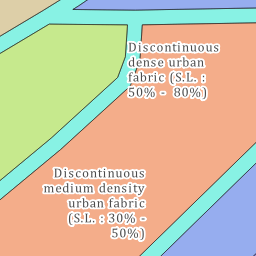 Discontinuous
dense urban
fabric (S.L. :
50% - 80%)
Discontinuous
medium density
urban fabric
(S.L. : 30% -
50%)